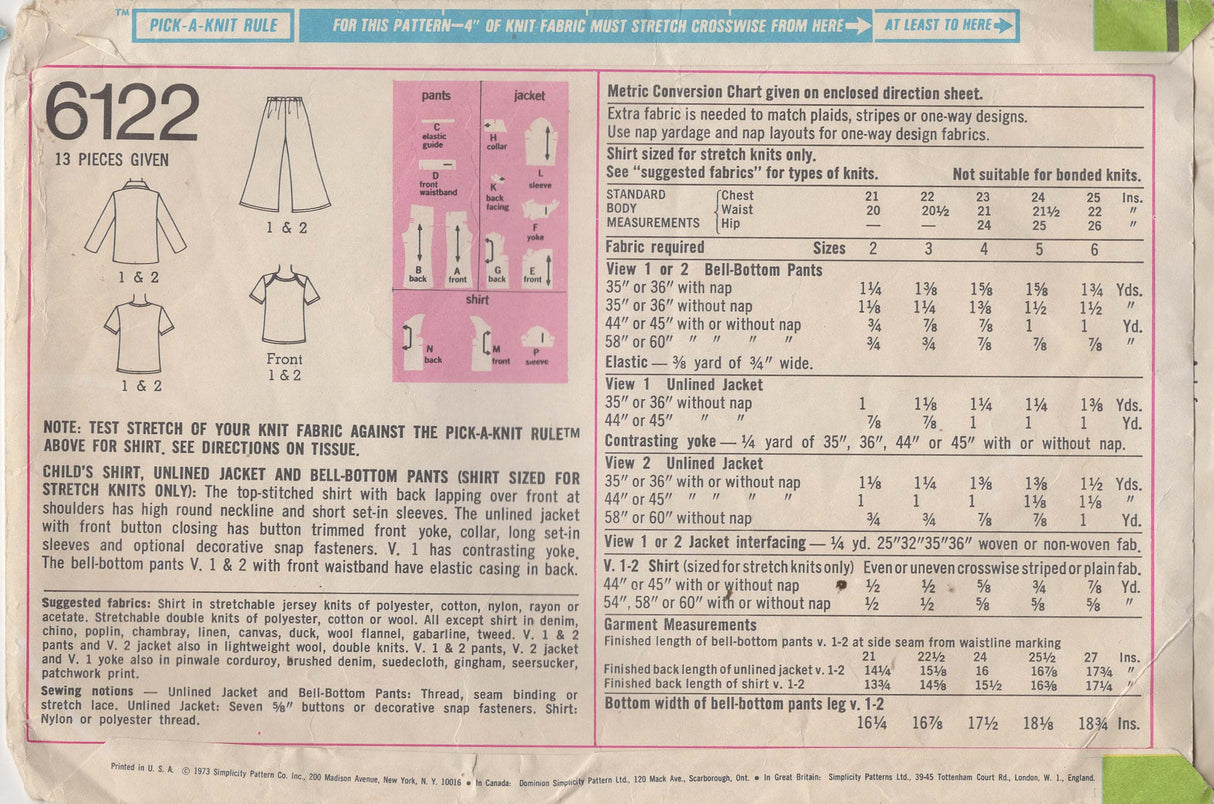 ™
PICK-A-KNIT RULE
FOR THIS PATTERN—4" OF KNIT FABRIC MUST STRETCH CROSSWISE FROM HERE→
AT LEAST TO HERE→
6122
13 PIECES GIVEN
1 & 2
1 & 2
1 & 2
Front
1 & 2
pants
jacket
C
elastic
guide
D
front
waistband
B
back
A
front
H
collar
L
sleeve
K
back
facing
F
yoke
G
back
E
front
shirt
N
back
M
front
P
sleeve
NOTE: TEST STRETCH OF YOUR KNIT FABRIC AGAINST THE PICK-A-KNIT RULE™
ABOVE FOR SHIRT. SEE DIRECTIONS ON TISSUE.
CHILD'S SHIRT, UNLINED JACKET AND BELL-BOTTOM PANTS (SHIRT SIZED FOR
STRETCH KNITS ONLY): The top-stitched shirt with back lapping over front at
shoulders has high round neckline and short set-in sleeves. The unlined jacket
with front button closing has button trimmed front yoke, collar, long set-in
sleeves and optional decorative snap fasteners. V. 1 has contrasting yoke.
The bell-bottom pants V. 1 & 2 with front waistband have elastic casing in back.
Suggested fabrics: Shirt in stretchable jersey knits of polyester, cotton, nylon, rayon or
acetate. Stretchable double knits of polyester, cotton or wool. All except shirt in denim,
chino, poplin, chambray, linen, canvas, duck, wool flannel, gabarline, tweed. V. 1 & 2
pants and V. 2 jacket also in lightweight wool, double knits. V. 1 & 2 pants, V. 2 jacket
and V. 1 yoke also in pinwale corduroy, brushed denim, suedecloth, gingham, seersucker,
patchwork print.
Sewing notions — Unlined Jacket and Bell-Bottom Pants: Thread, seam binding or
stretch lace. Unlined Jacket: Seven ⅝" buttons or decorative snap fasteners. Shirt:
Nylon or polyester thread.
Metric Conversion Chart given on enclosed direction sheet.
Extra fabric is needed to match plaids, stripes or one-way designs.
Use nap yardage and nap layouts for one-way design fabrics.
Shirt sized for stretch knits only.
See "suggested fabrics" for types of knits. Not suitable for bonded knits.
STANDARD Chest 21 22 23 24 25 Ins.
BODY Waist 20 20½ 21 21½ 22 "
MEASUREMENTS Hip — — 24 25 26 "
Fabric required Sizes 2 3 4 5 6
View 1 or 2 Bell-Bottom Pants
35" or 36" with nap 1¼ 1⅜ 1⅝ 1⅝ 1¾ Yds.
35" or 36" without nap 1⅛ 1¼ 1⅜ 1½ 1½ "
44" or 45" with or without nap ¾ ⅞ ⅞ 1 1 Yd.
58" or 60" " " " " ¾ ¾ ⅞ ⅞ ⅞ "
Elastic — ⅜ yard of ¾" wide.
View 1 Unlined Jacket
35" or 36" without nap 1 1⅛ 1¼ 1¼ 1⅜ Yds.
44" or 45" " " ⅞ ⅞ 1 1 1 Yd.
Contrasting yoke — ¼ yard of 35", 36", 44" or 45" with or without nap.
View 2 Unlined Jacket
35" or 36" with or without nap 1⅛ 1¼ 1⅜ 1⅜ 1½ Yds.
44" or 45" " " " " 1 1 1 1⅛ 1⅛ "
58" or 60" without nap ¾ ¾ ⅞ ⅞ 1 Yd.
View 1 or 2 Jacket interfacing — ¼ yd. 25"32"35"36" woven or non-woven fab.
V. 1-2 Shirt (sized for stretch knits only) Even or uneven crosswise striped or plain fab.
44" or 45" with or without nap ½ ½ ⅝ ¾ ⅞ Yd.
54", 58" or 60" with or without nap ½ ½ ⅝ ⅝ ⅝ "
Garment Measurements
Finished length of bell-bottom pants v. 1-2 at side seam from waistline marking
21 22½ 24 25½ 27 Ins.
Finished back length of unlined jacket v. 1-2 14¼ 15⅛ 16 16⅞ 17¾ "
Finished back length of shirt v. 1-2 13¾ 14⅝ 15½ 16⅜ 17¼ "
Bottom width of bell-bottom pants leg v. 1-2
16¼ 16⅞ 17½ 18⅛ 18¾ Ins.
Printed in U. S. A. © 1973 Simplicity Pattern Co. Inc., 200 Madison Avenue, New York, N. Y. 10016 • In Canada: Dominion Simplicity Pattern Ltd., 120 Mack Ave., Scarborough, Ont. • In Great Britain: Simplicity Patterns Ltd., 39-45 Tottenham Court Rd., London, W. 1., England.